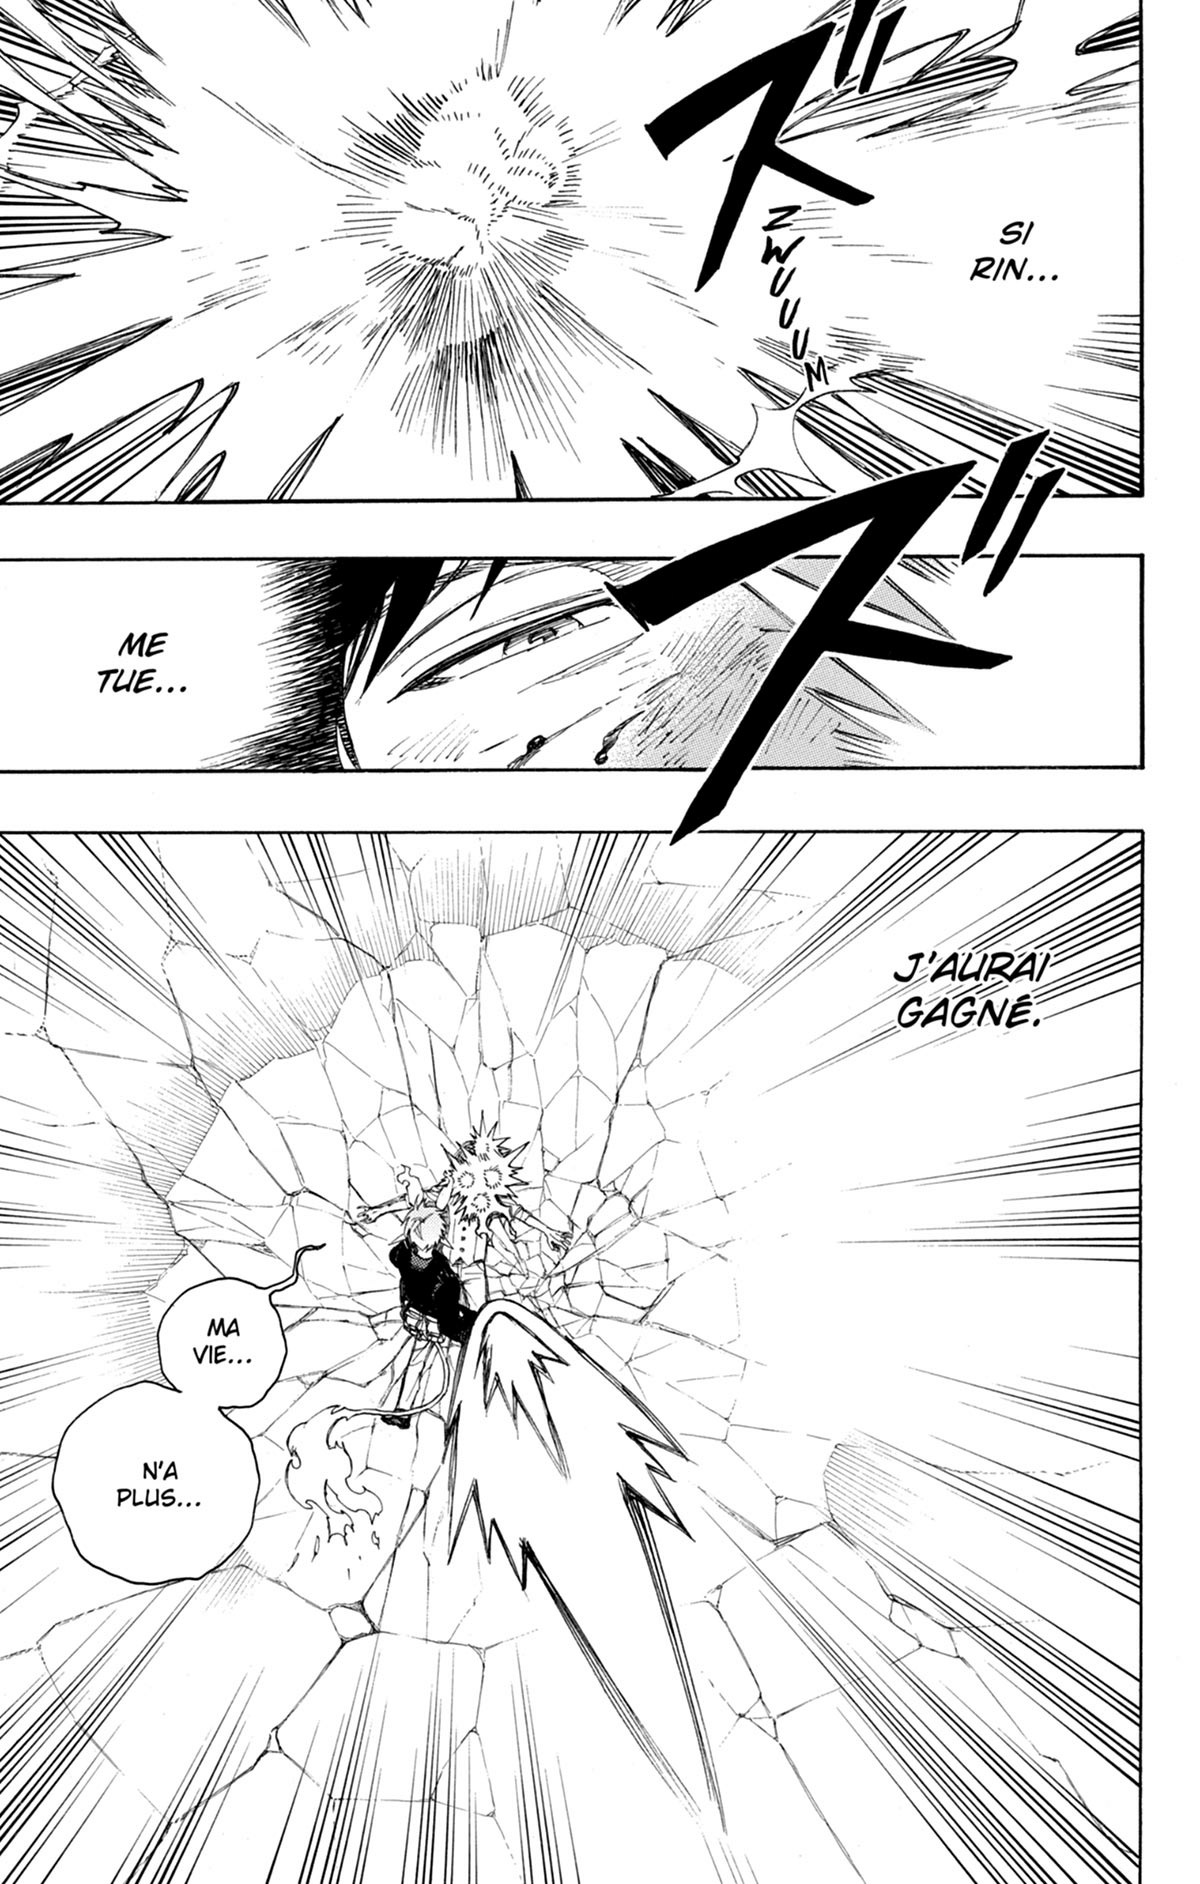 SI
RIN...
ズ
ZWUUUM
ズ
ME
TUE...
J'AURAI
GAGNÉ.
MA
VIE...
N'A
PLUS...